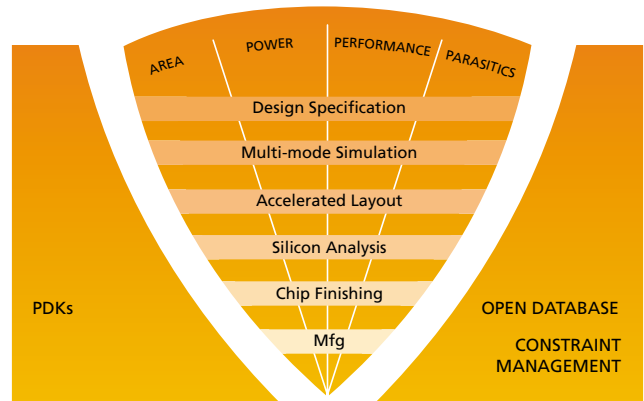 AREA
POWER
PERFORMANCE
PARASITICS
Design Specification
Multi-mode Simulation
Accelerated Layout
Silicon Analysis
Chip Finishing
Mfg
PDKs
OPEN DATABASE
CONSTRAINT
MANAGEMENT